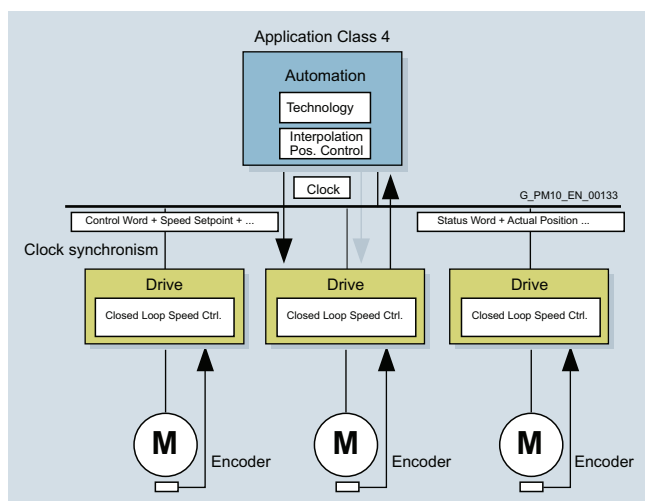 Application Class 4
Automation
Technology
Interpolation
Pos. Control
Clock
G_PM10_EN_00133
Control Word + Speed Setpoint + ...
Status Word + Actual Position ...
Clock synchronism
Drive
Drive
Drive
Closed Loop Speed Ctrl.
Closed Loop Speed Ctrl.
Closed Loop Speed Ctrl.
M
M
M
Encoder
Encoder
Encoder